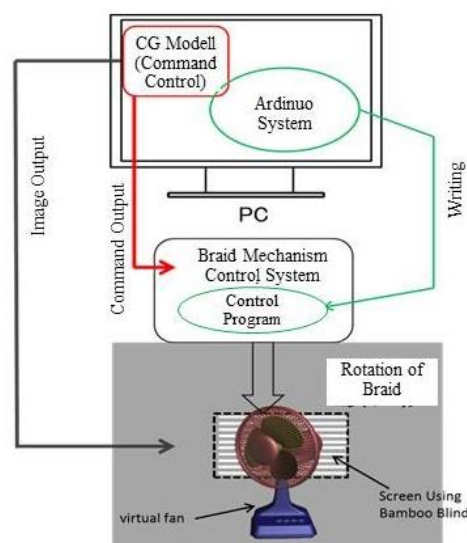 CG Modell
(Command
Control)
Ardinuo
System
PC
Image Output
Command Output
Writing
Braid Mechanism
Control System
Control
Program
Rotation of
Braid
virtual fan
Screen Using
Bamboo Blind